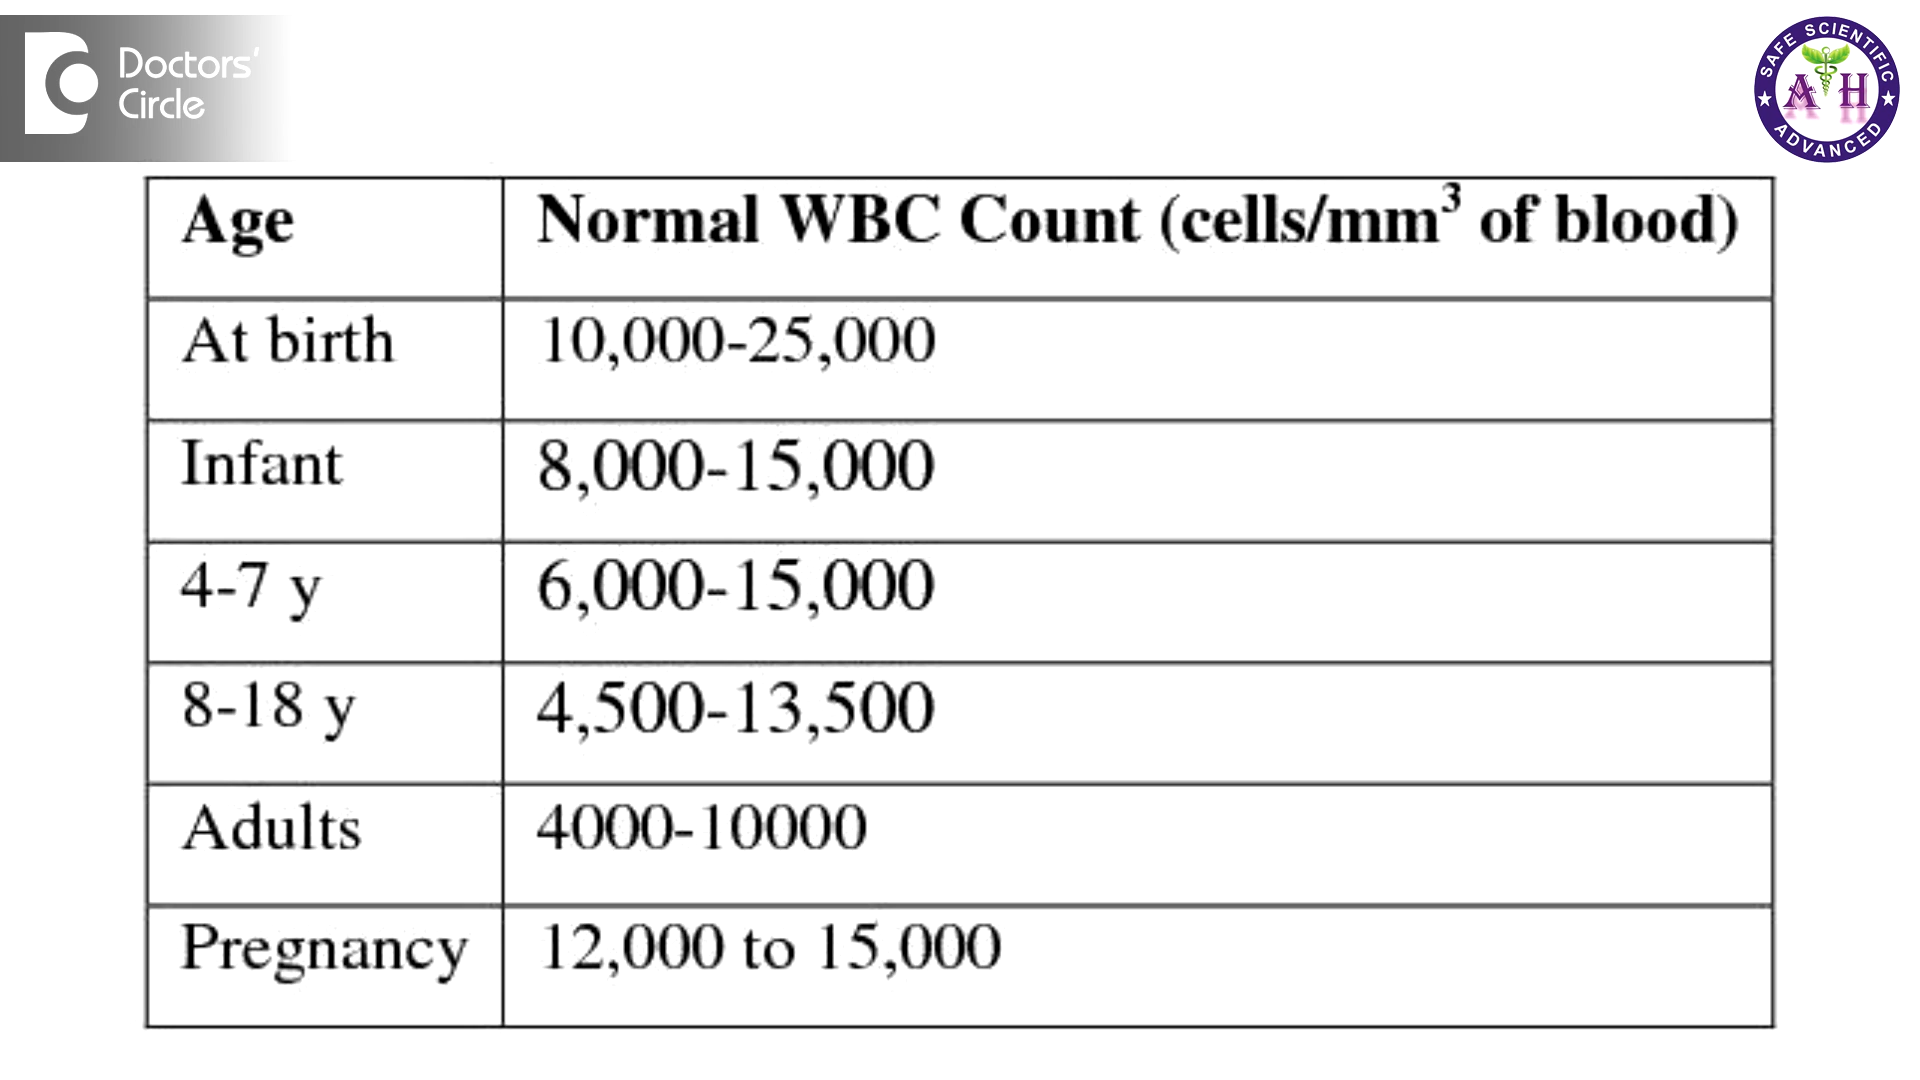 Doctors'
Circle
SAFE SCIENTIFIC
A H
ADVANCED
Age Normal WBC Count (cells/mm³ of blood)
At birth 10,000-25,000
Infant 8,000-15,000
4-7 y 6,000-15,000
8-18 y 4,500-13,500
Adults 4000-10000
Pregnancy 12,000 to 15,000